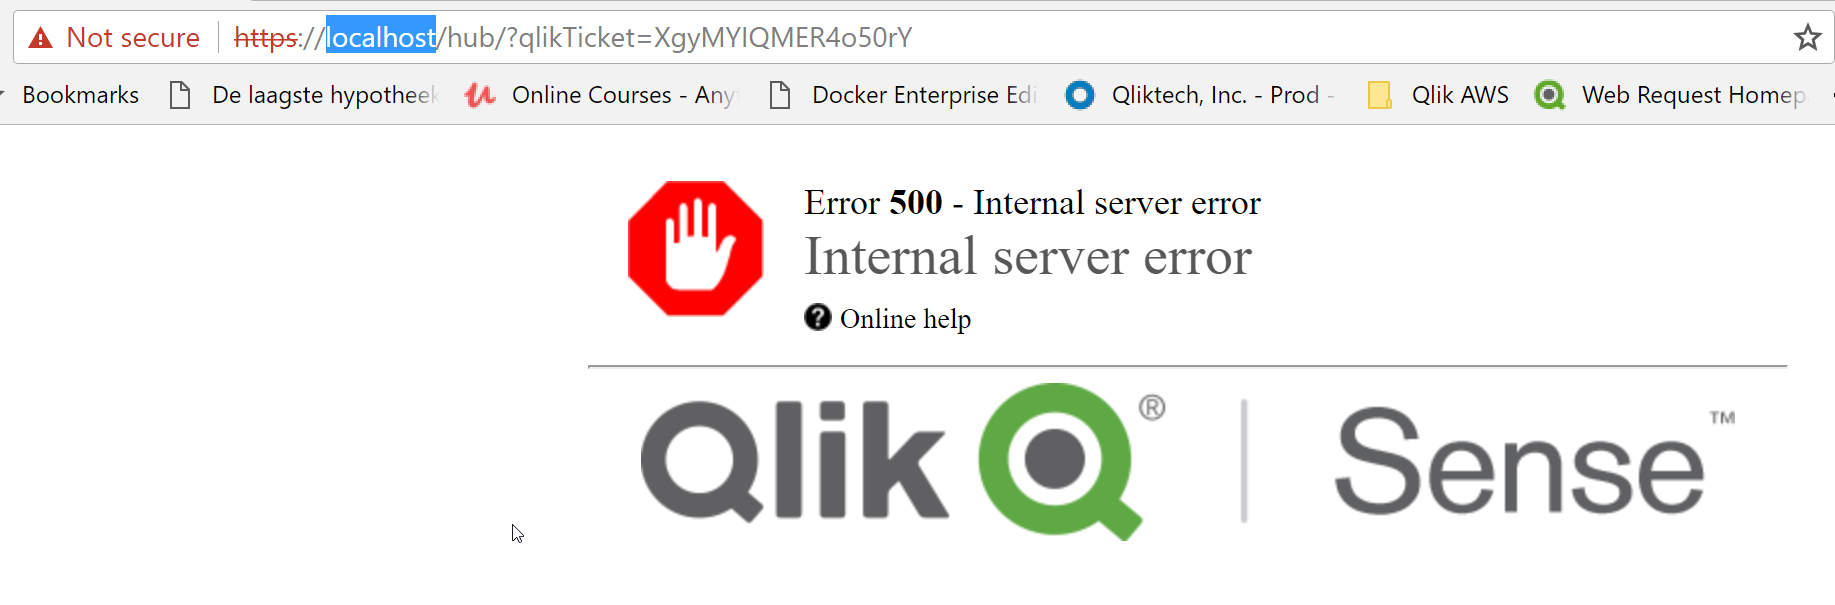 Not secure https://localhost/hub/?qlikTicket=XgyMYIQMER4o50rY
Bookmarks De laagste hypotheek Online Courses - Any Docker Enterprise Edi Qliktech, Inc. - Prod - Qlik AWS Web Request Homep
Error 500 - Internal server error
Internal server error
? Online help
Qlik Q® | Sense™